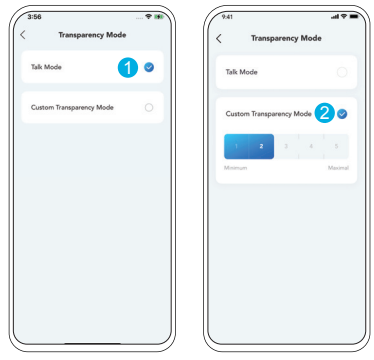 3:56
Transparency Mode
Talk Mode
1
Custom Transparency Mode
9:41
Transparency Mode
Talk Mode
Custom Transparency Mode
2
1 2 3 4 5
Minimum Maximal